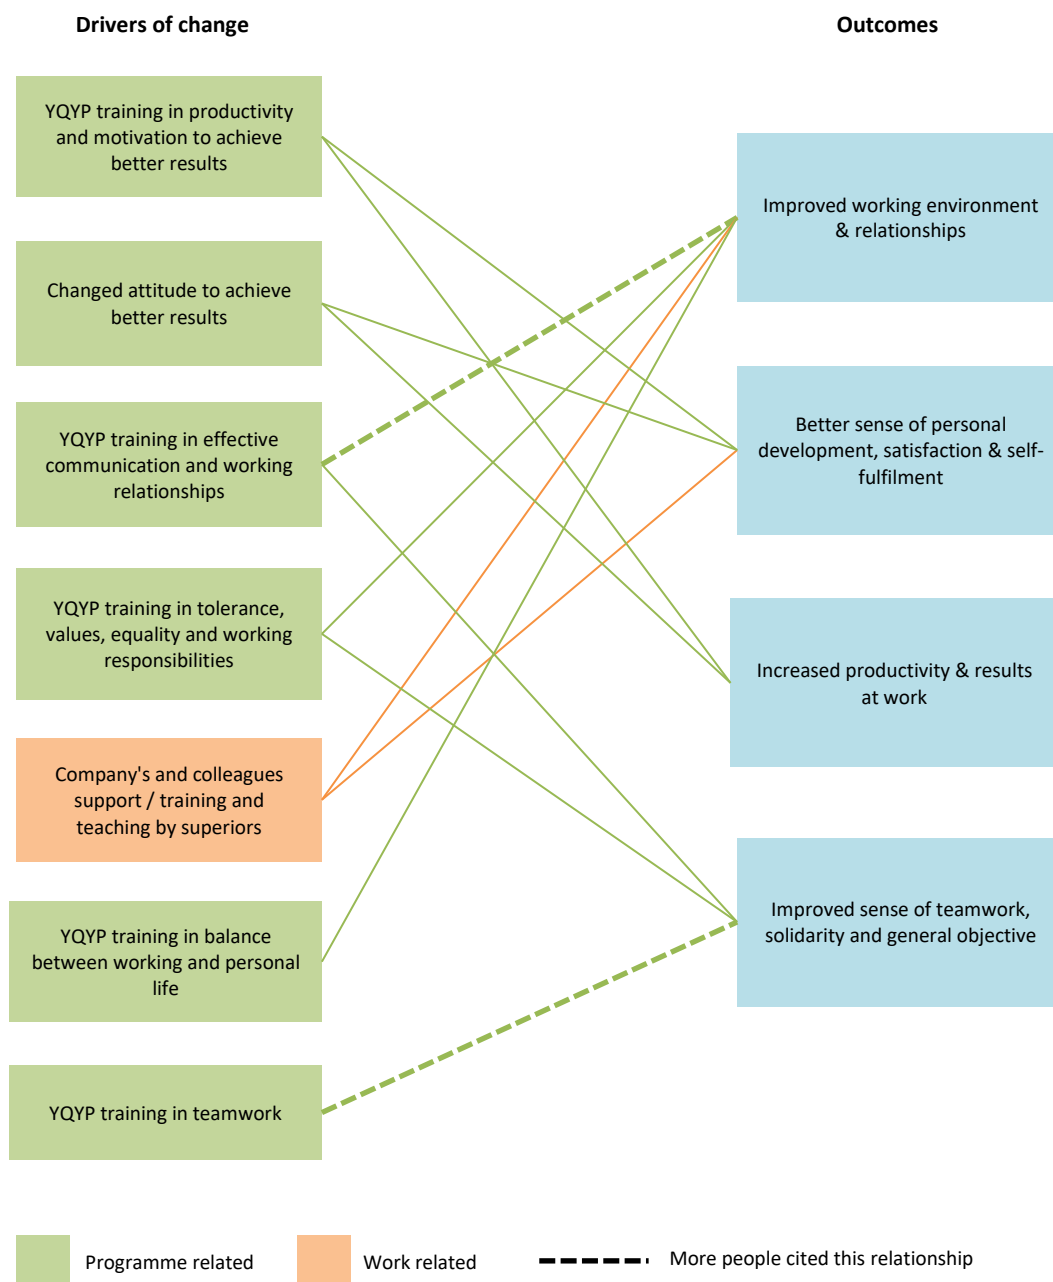 Drivers of change
Outcomes
YQYP training in productivity
and motivation to achieve
better results
Changed attitude to achieve
better results
YQYP training in effective
communication and working
relationships
YQYP training in tolerance,
values, equality and working
responsibilities
Company's and colleagues
support / training and
teaching by superiors
YQYP training in balance
between working and personal
life
YQYP training in teamwork
Improved working environment
& relationships
Better sense of personal
development, satisfaction & self-
fulfilment
Increased productivity & results
at work
Improved sense of teamwork,
solidarity and general objective
Programme related
Work related
More people cited this relationship